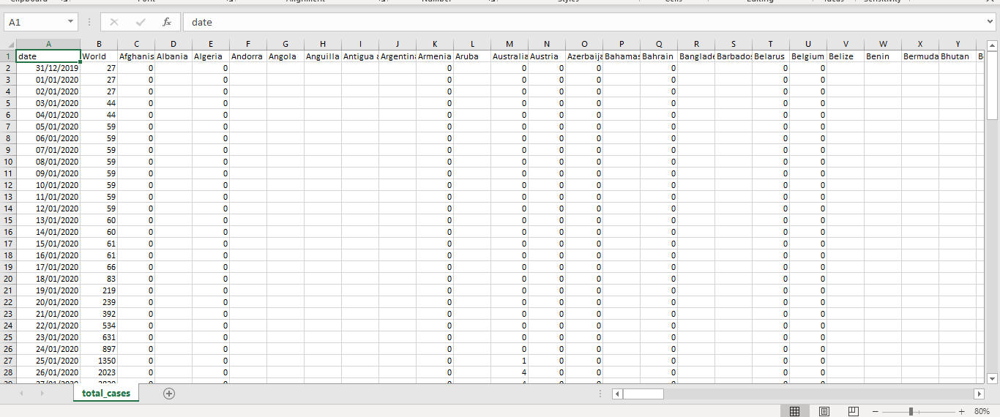 Clipboard Font Alignment Number Styles Cells Editing Ideas Sensitivity
A1 fx date
A B C D E F G H I J K L M N O P Q R S T U V W X Y
1 date World Afghanis Albania Algeria Andorra Angola Anguilla Antigua a Argentin Armenia Aruba Australia Austria Azerbaija Bahamas Bahrain Banglade Barbados Belarus Belgium Belize Benin Bermuda Bhutan B
2 31/12/2019 27 0 0 0 0 0 0 0 0 0
3 01/01/2020 27 0 0 0 0 0 0 0 0 0
4 02/01/2020 27 0 0 0 0 0 0 0 0 0
5 03/01/2020 44 0 0 0 0 0 0 0 0 0
6 04/01/2020 44 0 0 0 0 0 0 0 0 0
7 05/01/2020 59 0 0 0 0 0 0 0 0 0
8 06/01/2020 59 0 0 0 0 0 0 0 0 0
9 07/01/2020 59 0 0 0 0 0 0 0 0 0
10 08/01/2020 59 0 0 0 0 0 0 0 0 0
11 09/01/2020 59 0 0 0 0 0 0 0 0 0
12 10/01/2020 59 0 0 0 0 0 0 0 0 0
13 11/01/2020 59 0 0 0 0 0 0 0 0 0
14 12/01/2020 59 0 0 0 0 0 0 0 0 0
15 13/01/2020 60 0 0 0 0 0 0 0 0 0
16 14/01/2020 60 0 0 0 0 0 0 0 0 0
17 15/01/2020 61 0 0 0 0 0 0 0 0 0
18 16/01/2020 61 0 0 0 0 0 0 0 0 0
19 17/01/2020 66 0 0 0 0 0 0 0 0 0
20 18/01/2020 83 0 0 0 0 0 0 0 0 0
21 19/01/2020 219 0 0 0 0 0 0 0 0 0
22 20/01/2020 239 0 0 0 0 0 0 0 0 0
23 21/01/2020 392 0 0 0 0 0 0 0 0 0
24 22/01/2020 534 0 0 0 0 0 0 0 0 0
25 23/01/2020 631 0 0 0 0 0 0 0 0 0
26 24/01/2020 897 0 0 0 0 0 0 0 0 0
27 25/01/2020 1350 0 0 0 1 0 0 0 0 0
28 26/01/2020 2023 0 0 0 4 0 0 0 0 0
total_cases
80%